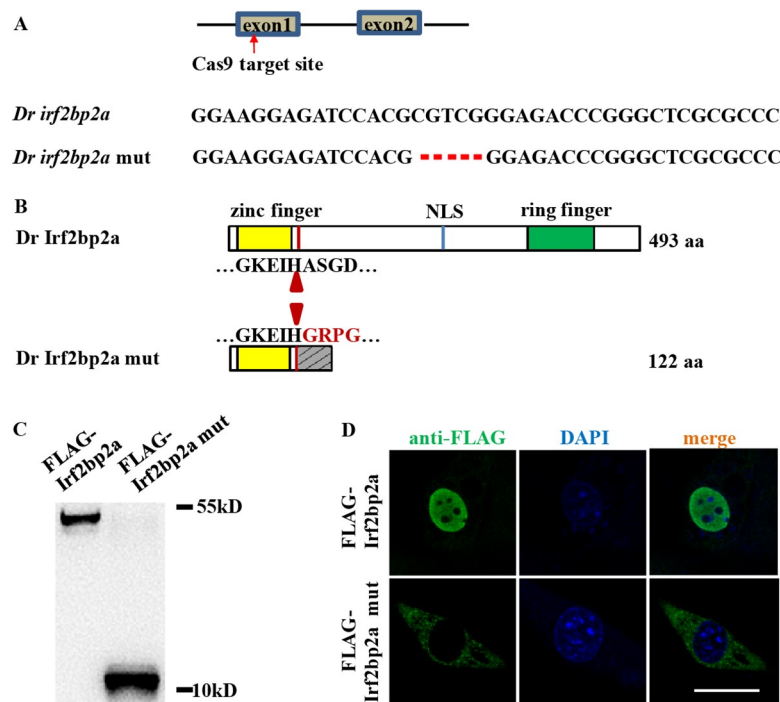 A
exon1 exon2
Cas9 target site
Dr irf2bp2a GGAAGGAGATCCACGCGTCGGGAGACCCGGGCTCGCGCCC
Dr irf2bp2a mut GGAAGGAGATCCACG ------ GGAGACCCGGGCTCGCGCCC
B
zinc finger NLS ring finger
Dr Irf2bp2a 493 aa
...GKEIHASGD...
...GKEIHGRPG...
Dr Irf2bp2a mut 122 aa
C
FLAG-
Irf2bp2a
FLAG-
Irf2bp2a mut
55kD
10kD
D
anti-FLAG DAPI merge
FLAG-
Irf2bp2a
FLAG-
Irf2bp2a mut